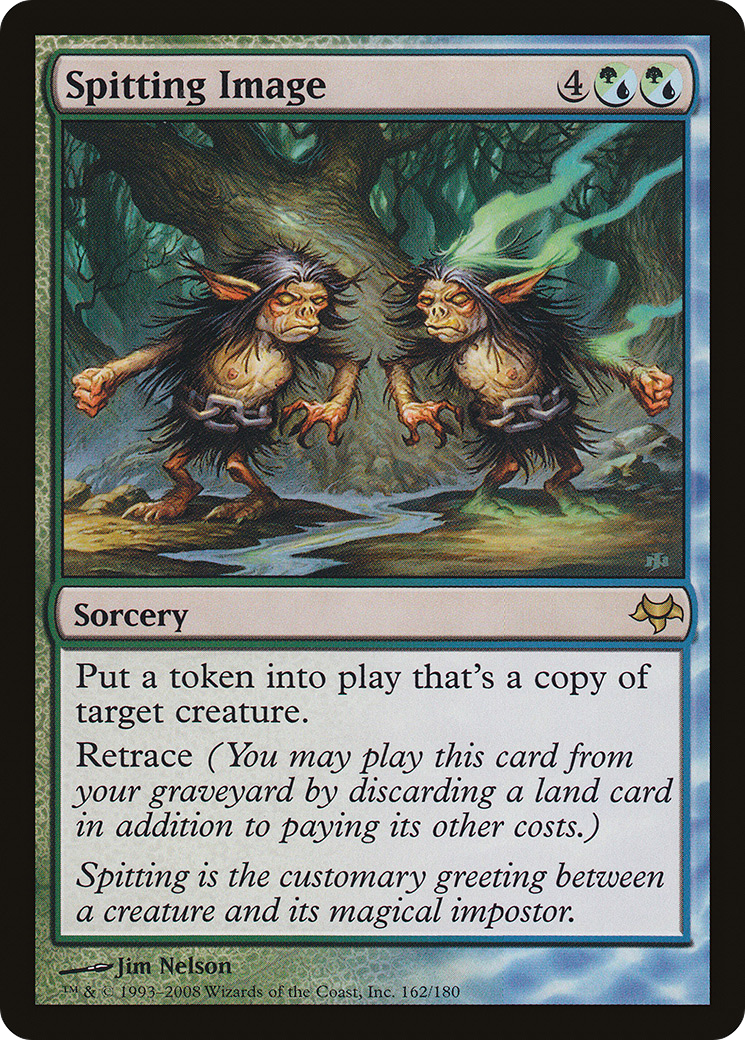 Spitting Image 4
Sorcery
Put a token into play that's a copy of
target creature.
Retrace (You may play this card from
your graveyard by discarding a land card
in addition to paying its other costs.)
Spitting is the customary greeting between
a creature and its magical impostor.
Jim Nelson
™ & © 1993–2008 Wizards of the Coast, Inc. 162/180